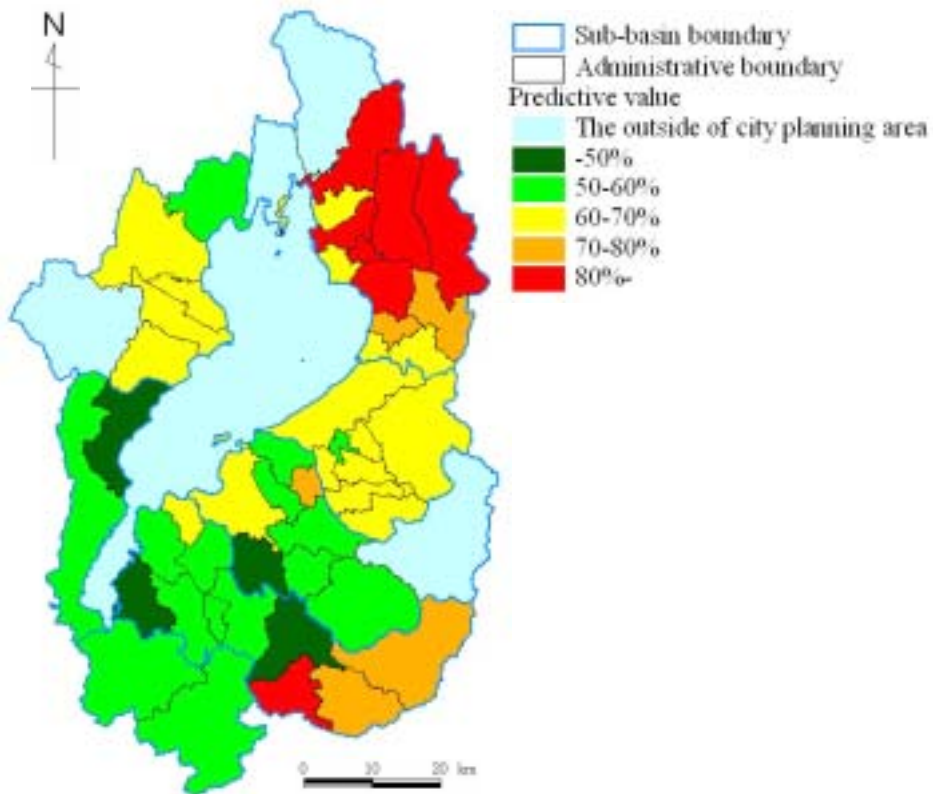 N
Sub-basin boundary
Administrative boundary
Predictive value
The outside of city planning area
-50%
50-60%
60-70%
70-80%
80%-
0 10 20 km